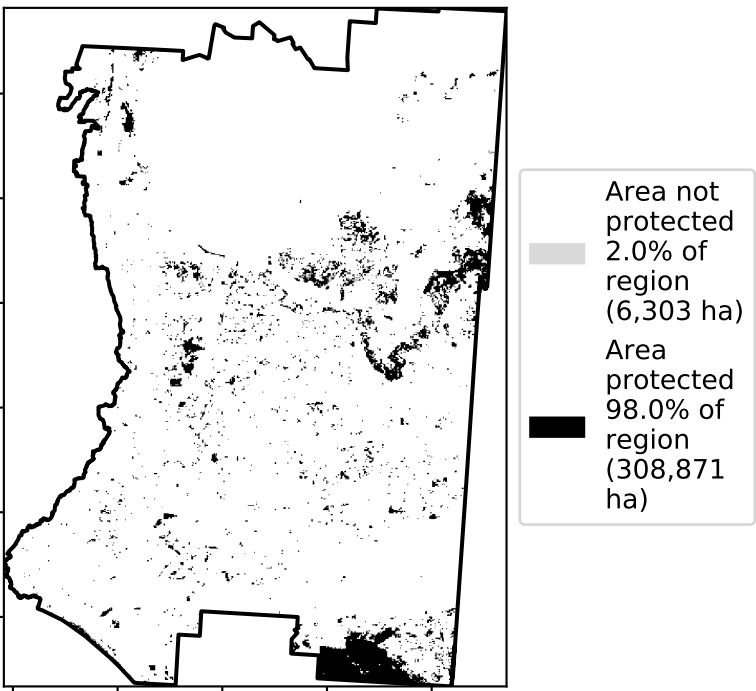 Area not
protected
2.0% of
region
(6,303 ha)
Area
protected
98.0% of
region
(308,871
ha)